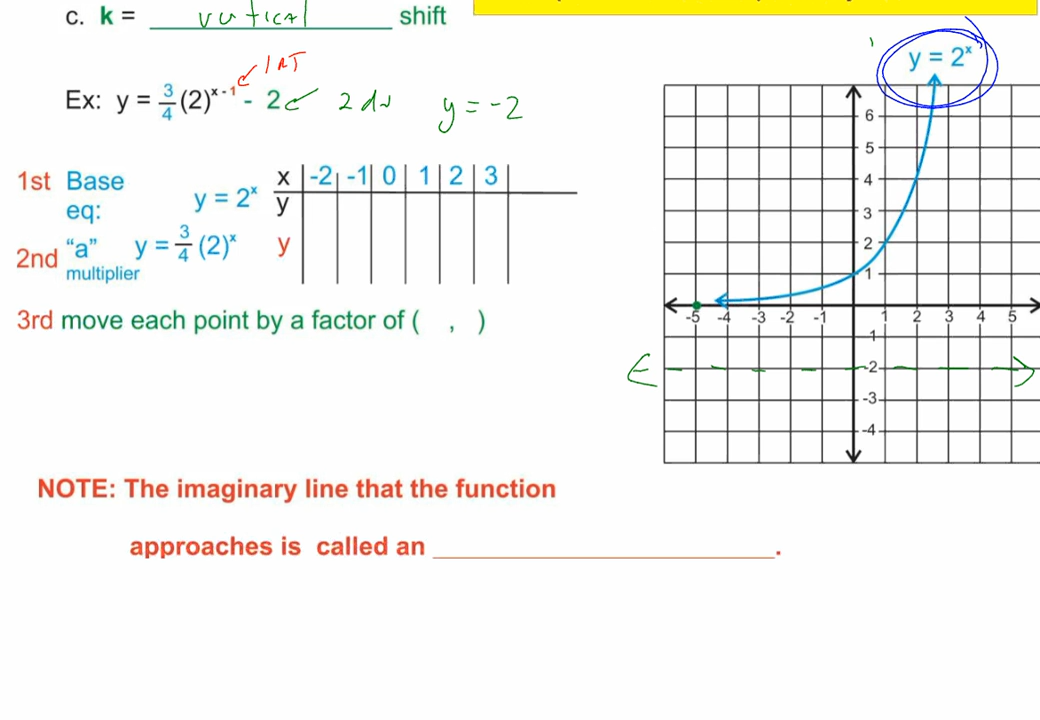 c. k = vertical shift
1 RT
Ex: y = 3/4 (2)^x - 1 - 2 2 dn y = -2
y = 2^x
1st Base eq: y = 2^x
x -2 -1 0 1 2 3
y
2nd "a" multiplier y = 3/4 (2)^x y
3rd move each point by a factor of ( , )
6
5
4
3
2
1
-5 -4 -3 -2 -1 1 2 3 4 5
-1
-2
-3
-4
NOTE: The imaginary line that the function
approaches is called an ____________________.